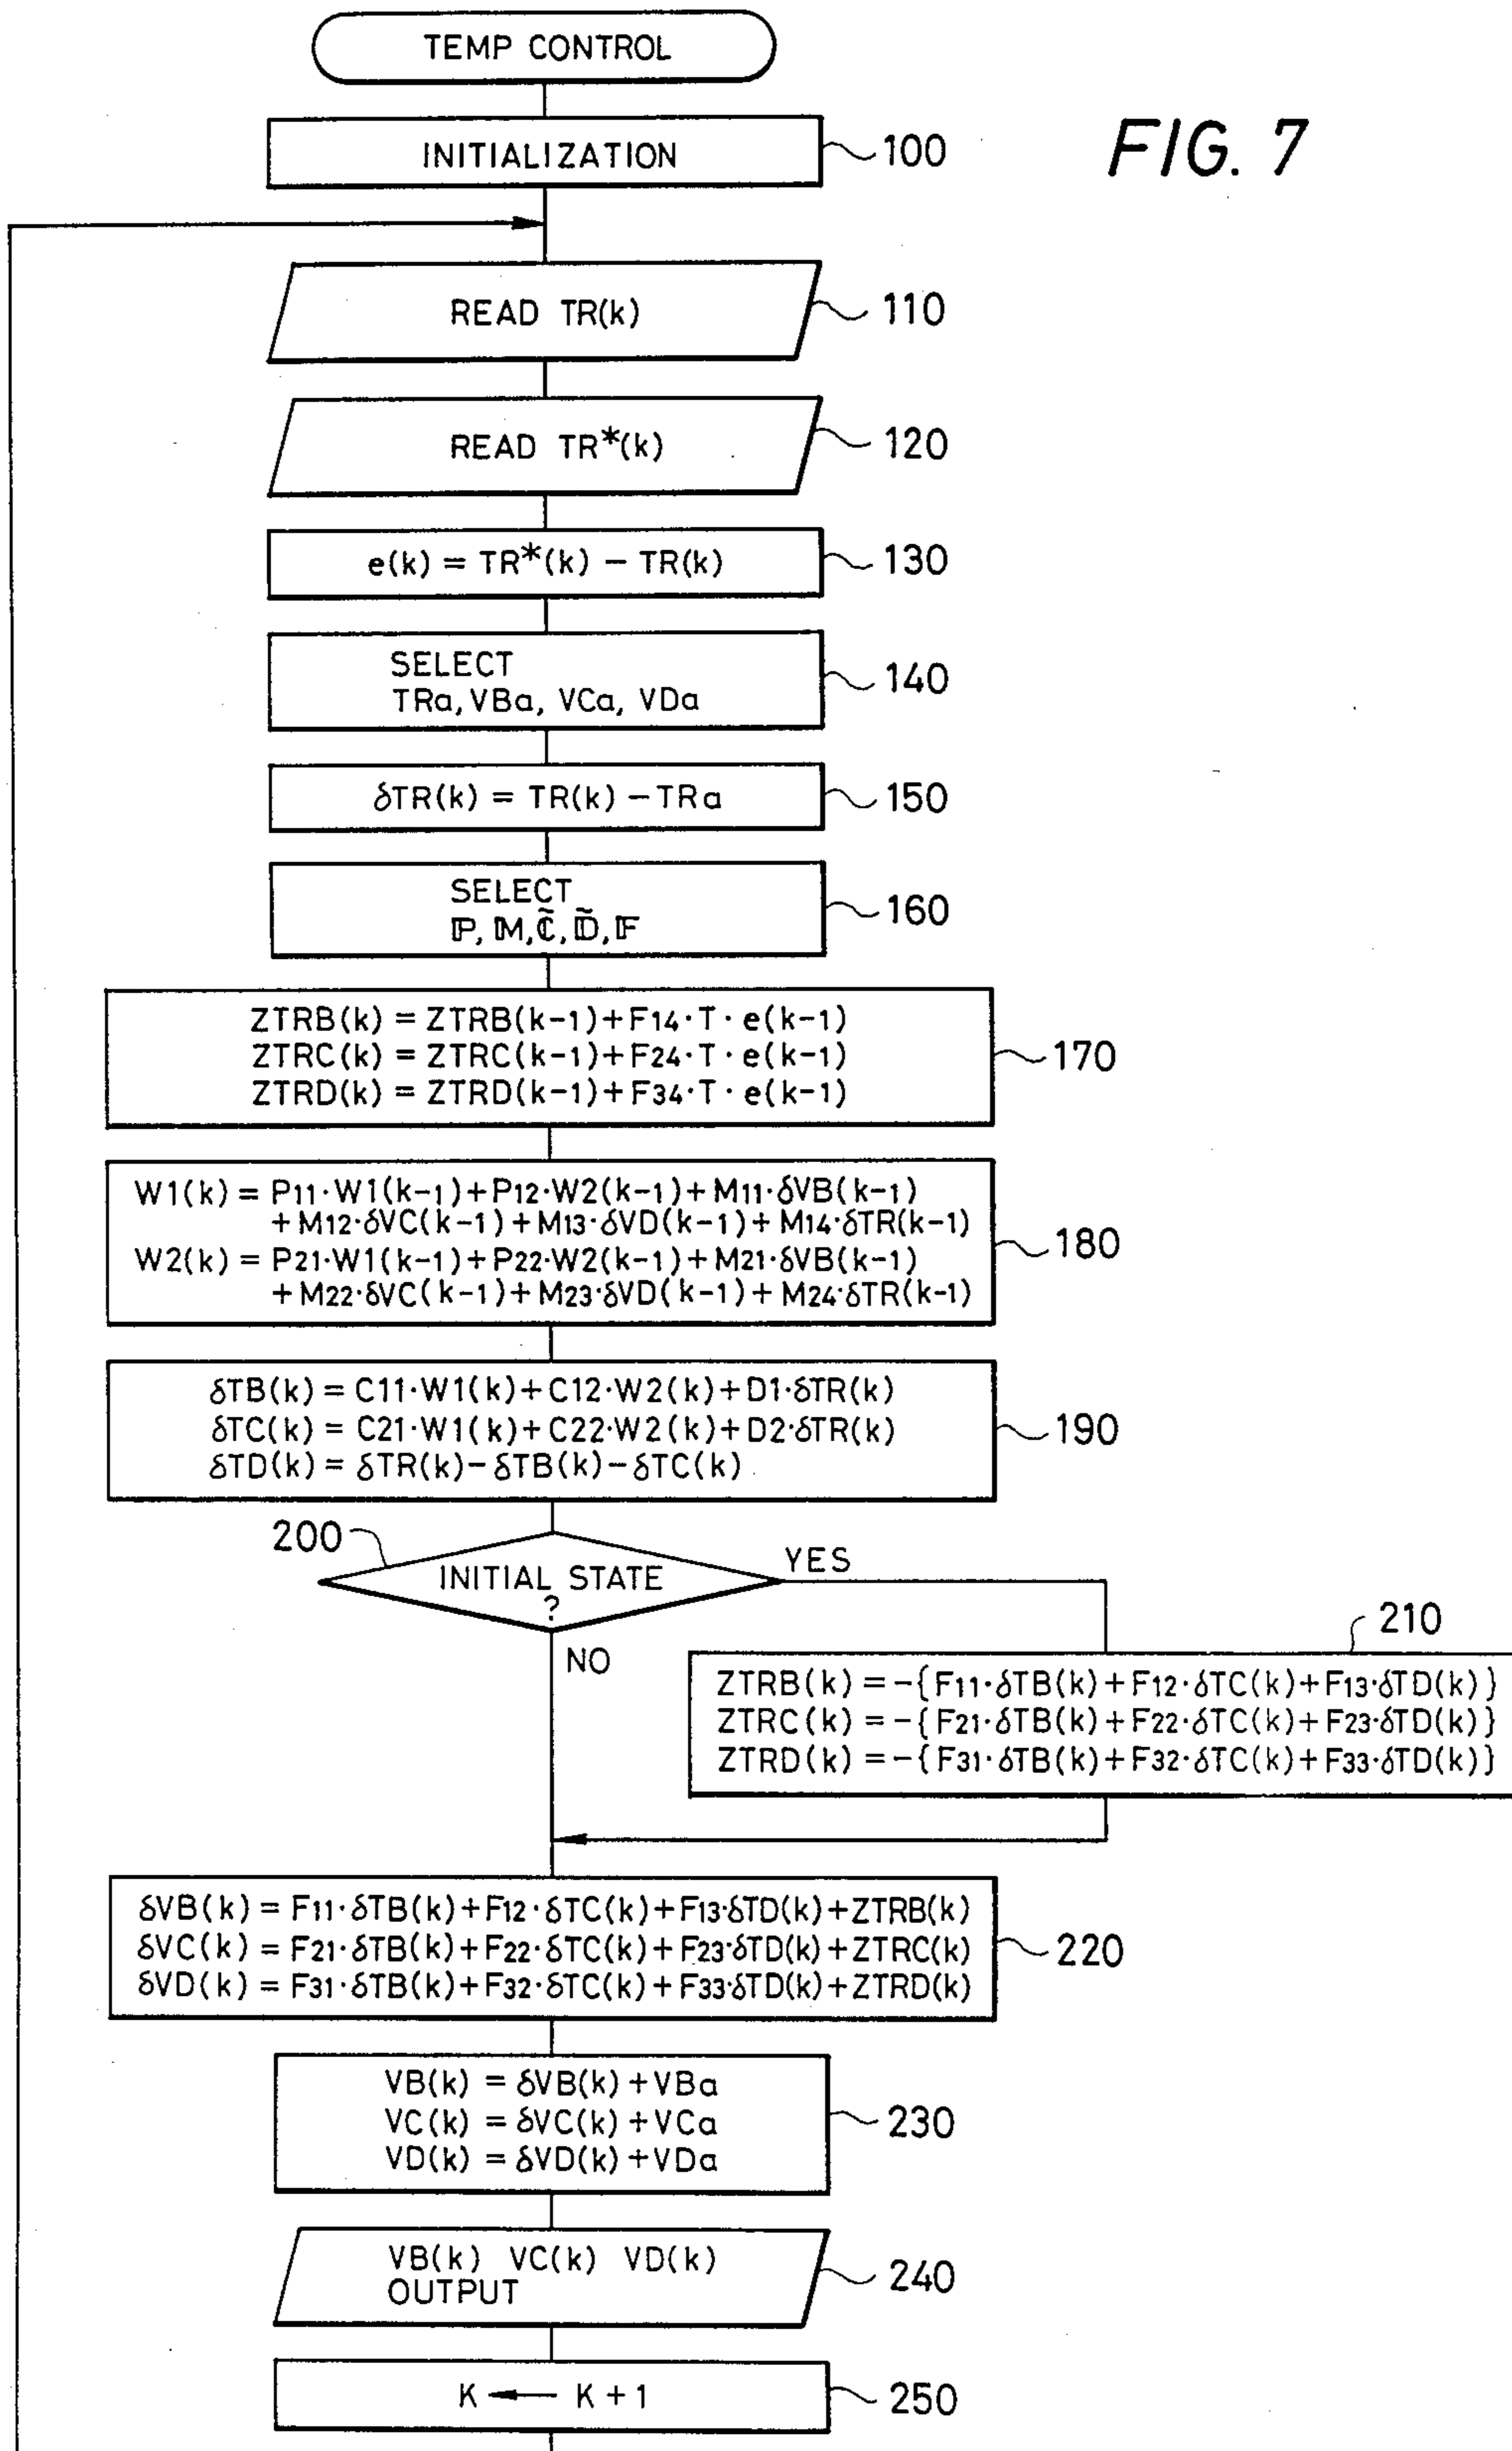 FIG. 7
TEMP CONTROL
INITIALIZATION
100
READ TR(k)
110
READ TR*(k)
120
e(k) = TR*(k) − TR(k)
130
SELECT
TRa, VBa, VCa, VDa
140
δTR(k) = TR(k) − TRa
150
SELECT
ℙ, 𝕄, ℂ̃, 𝔻̃, 𝔽
160
ZTRB(k) = ZTRB(k−1)+F14·T·e(k−1)
ZTRC(k) = ZTRC(k−1)+F24·T·e(k−1)
ZTRD(k) = ZTRD(k−1)+F34·T·e(k−1)
170
W1(k) = P11·W1(k−1)+P12·W2(k−1)+M11·δVB(k−1)
+M12·δVC(k−1)+M13·δVD(k−1)+M14·δTR(k−1)
W2(k) = P21·W1(k−1)+P22·W2(k−1)+M21·δVB(k−1)
+M22·δVC(k−1)+M23·δVD(k−1)+M24·δTR(k−1)
180
δTB(k) = C11·W1(k)+C12·W2(k)+D1·δTR(k)
δTC(k) = C21·W1(k)+C22·W2(k)+D2·δTR(k)
δTD(k) = δTR(k)−δTB(k)−δTC(k)
190
200
INITIAL STATE
?
YES
NO
210
ZTRB(k) = −{F11·δTB(k)+F12·δTC(k)+F13·δTD(k)}
ZTRC(k) = −{F21·δTB(k)+F22·δTC(k)+F23·δTD(k)}
ZTRD(k) = −{F31·δTB(k)+F32·δTC(k)+F33·δTD(k)}
δVB(k) = F11·δTB(k)+F12·δTC(k)+F13·δTD(k)+ZTRB(k)
δVC(k) = F21·δTB(k)+F22·δTC(k)+F23·δTD(k)+ZTRC(k)
δVD(k) = F31·δTB(k)+F32·δTC(k)+F33·δTD(k)+ZTRD(k)
220
VB(k) = δVB(k)+VBa
VC(k) = δVC(k)+VCa
VD(k) = δVD(k)+VDa
230
VB(k) VC(k) VD(k)
OUTPUT
240
K ← K+1
250